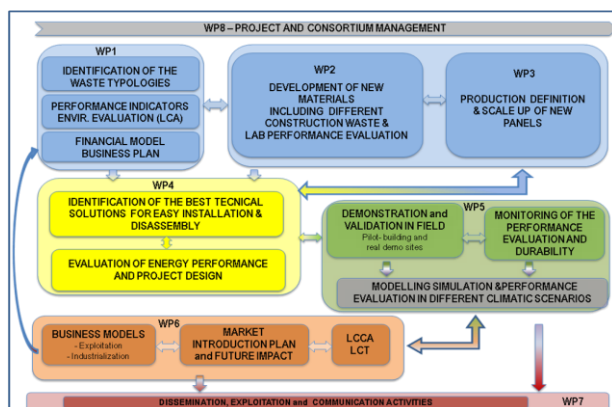 WP8 – PROJECT AND CONSORTIUM MANAGEMENT
WP1
IDENTIFICATION OF THE
WASTE TYPOLOGIES
PERFORMANCE INDICATORS
ENVIR. EVALUATION (LCA)
FINANCIAL MODEL
BUSINESS PLAN
WP2
DEVELOPMENT OF NEW
MATERIALS
INCLUDING DIFFERENT
CONSTRUCTION WASTE &
LAB PERFORMANCE EVALUATION
WP3
PRODUCTION DEFINITION
& SCALE UP OF NEW
PANELS
WP4
IDENTIFICATION OF THE BEST TECNICAL
SOLUTIONS FOR EASY INSTALLATION &
DISASSEMBLY
EVALUATION OF ENERGY PERFORMANCE
AND PROJECT DESIGN
WP5
DEMONSTRATION and
VALIDATION IN FIELD
Pilot- building and
real demo sites
MONITORING OF THE
PERFORMANCE
EVALUATION AND
DURABILITY
MODELLING SIMULATION &PERFORMANCE
EVALUATION IN DIFFERENT CLIMATIC SCENARIOS
WP6
BUSINESS MODELS
- Exploitation
- Industrialization
MARKET
INTRODUCTION PLAN
and FUTURE IMPACT
LCCA
LCT
DISSEMINATION, EXPLOITATION and COMMUNICATION ACTIVITIES
WP7